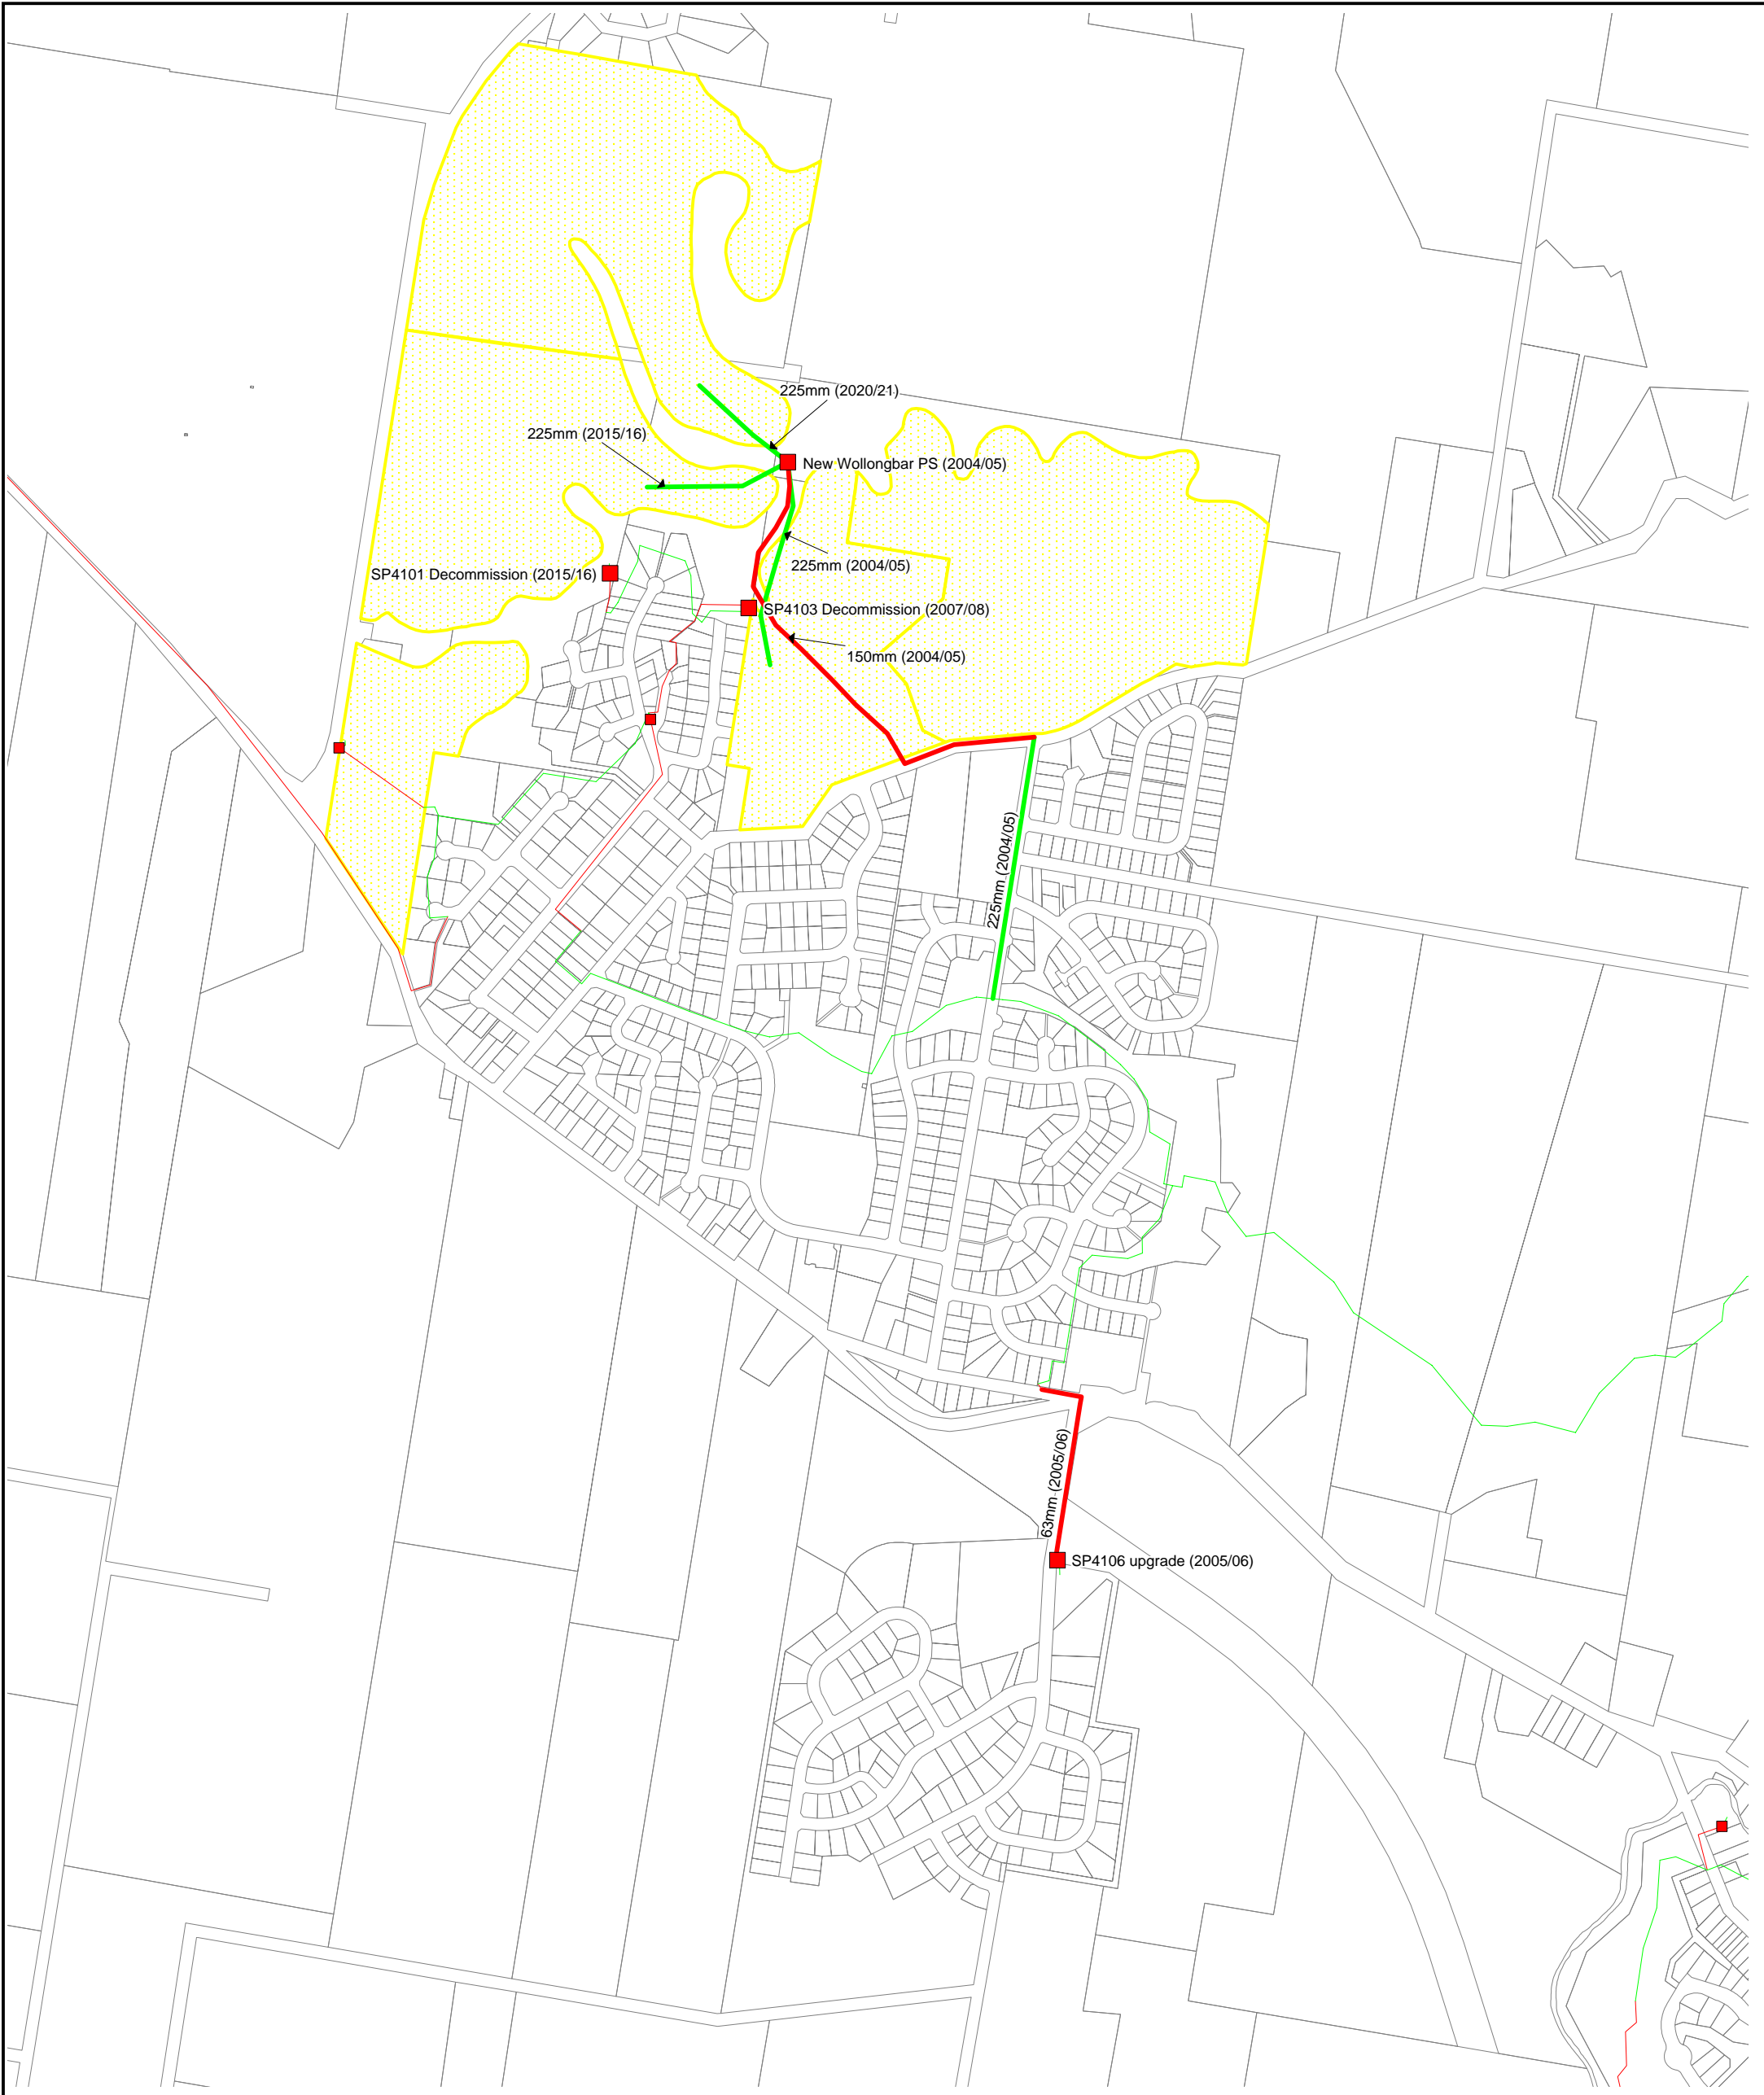 225mm (2020/21)
225mm (2015/16)
New Wollongbar PS (2004/05)
225mm (2004/05)
SP4101 Decommission (2015/16)
SP4103 Decommission (2007/08)
150mm (2004/05)
225mm (2004/05)
63mm (2005/06)
SP4106 upgrade (2005/06)